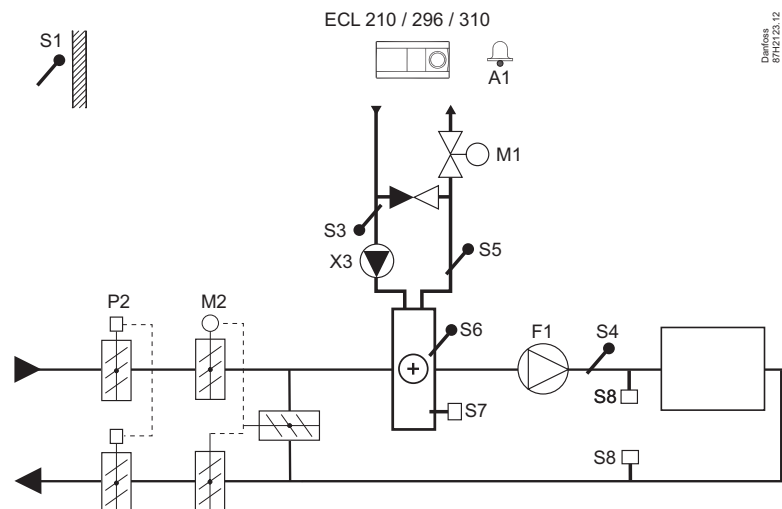 ECL 210 / 296 / 310
Danfoss
87H2123.12
S1
A1
M1
S3
S5
X3
P2
M2
S6
F1
S4
S8
S7
S8